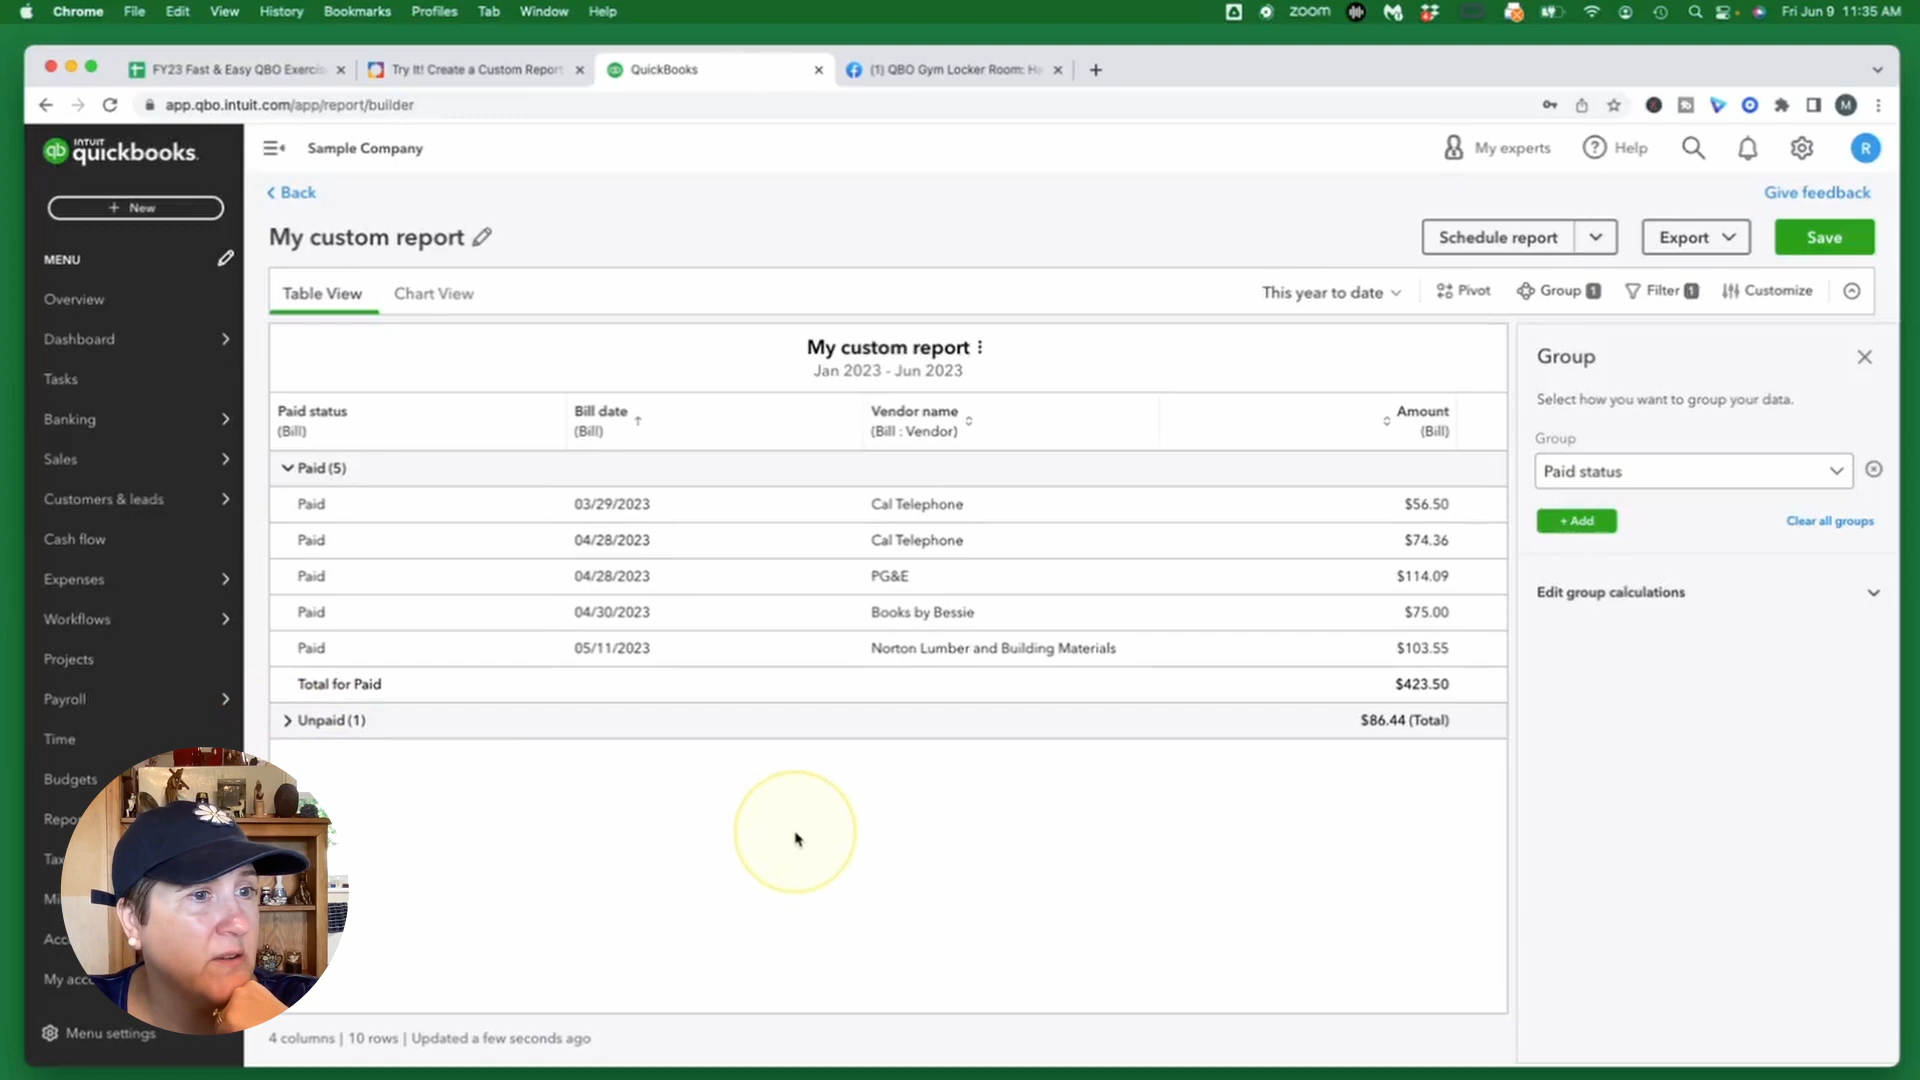 Chrome File Edit View History Bookmarks Profiles Tab Window Help zoom Fri Jun 9 11:35 AM
FY23 Fast & Easy QBO Exercis Try It! Create a Custom Report QuickBooks (1) QBO Gym Locker Room: He
app.qbo.intuit.com/app/report/builder M
qb INTUIT quickbooks. Sample Company My experts Help R
+ New
MENU
Overview
Dashboard
Tasks
Banking
Sales
Customers & leads
Cash flow
Expenses
Workflows
Projects
Payroll
Time
Budgets
Repo
Tax
Mi
Acc
My acc
Menu settings
Back Give feedback
My custom report Schedule report Export Save
Table View Chart View This year to date Pivot Group 1 Filter 1 Customize
My custom report
Jan 2023 - Jun 2023
Paid status Bill date Vendor name Amount
(Bill) (Bill) (Bill : Vendor) (Bill)
Paid (5)
Paid 03/29/2023 Cal Telephone $56.50
Paid 04/28/2023 Cal Telephone $74.36
Paid 04/28/2023 PG&E $114.09
Paid 04/30/2023 Books by Bessie $75.00
Paid 05/11/2023 Norton Lumber and Building Materials $103.55
Total for Paid $423.50
Unpaid (1) $86.44 (Total)
4 columns | 10 rows | Updated a few seconds ago
Group
Select how you want to group your data.
Group
Paid status
+ Add Clear all groups
Edit group calculations